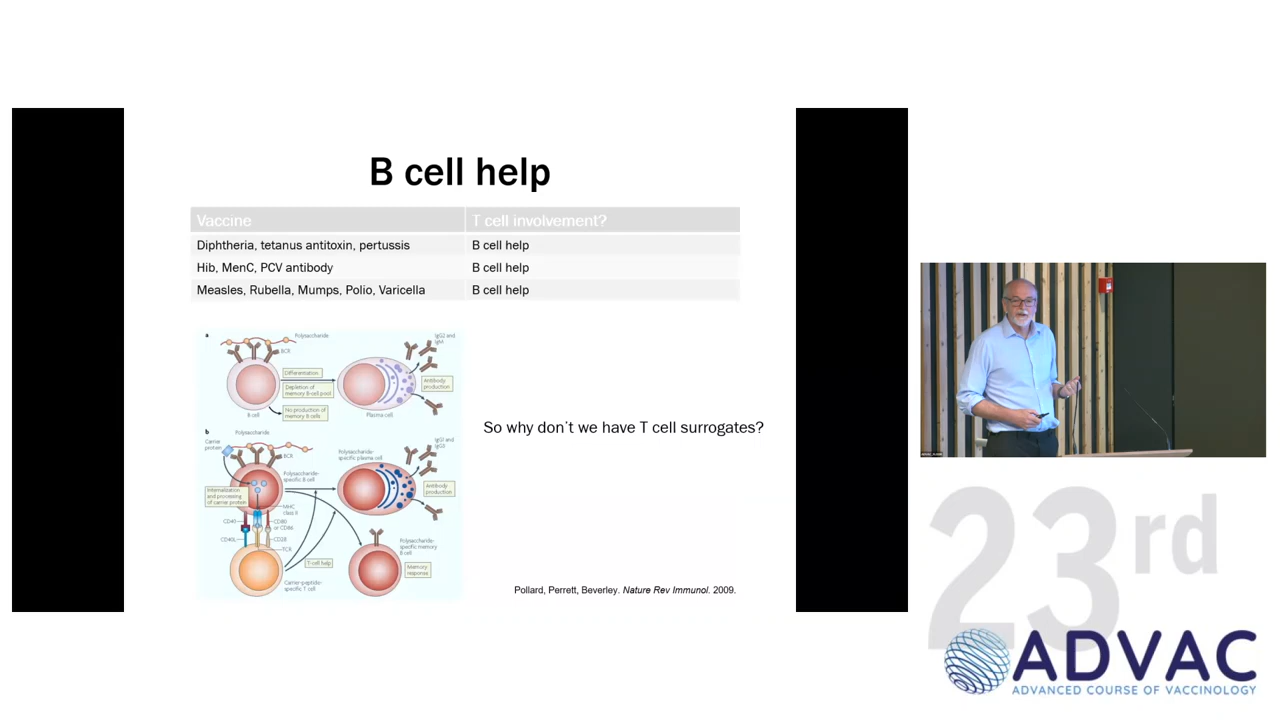 B cell help
Vaccine T cell involvement?
Diphtheria, tetanus antitoxin, pertussis B cell help
Hib, MenC, PCV antibody B cell help
Measles, Rubella, Mumps, Polio, Varicella B cell help
a
Polysaccharide
BCR
IgG2 and
IgM
Differentiation
Depletion of
memory B-cell pool
No production of
memory B cells
Antibody
production
B cell
Plasma cell
b
Polysaccharide
Carrier
protein
BCR
Polysaccharide-
specific B cell
Polysaccharide-
specific plasma cell
IgG1 and
IgG3
Internalization
and processing
of carrier protein
Antibody
production
MHC
class II
CD40
CD80
or CD86
CD40L
CD28
TCR
T-cell help
Carrier-peptide-
specific T cell
Polysaccharide-
specific memory
B cell
Memory
response
So why don't we have T cell surrogates?
Pollard, Perrett, Beverley. Nature Rev Immunol. 2009.
23rd
ADVAC
ADVANCED COURSE OF VACCINOLOGY